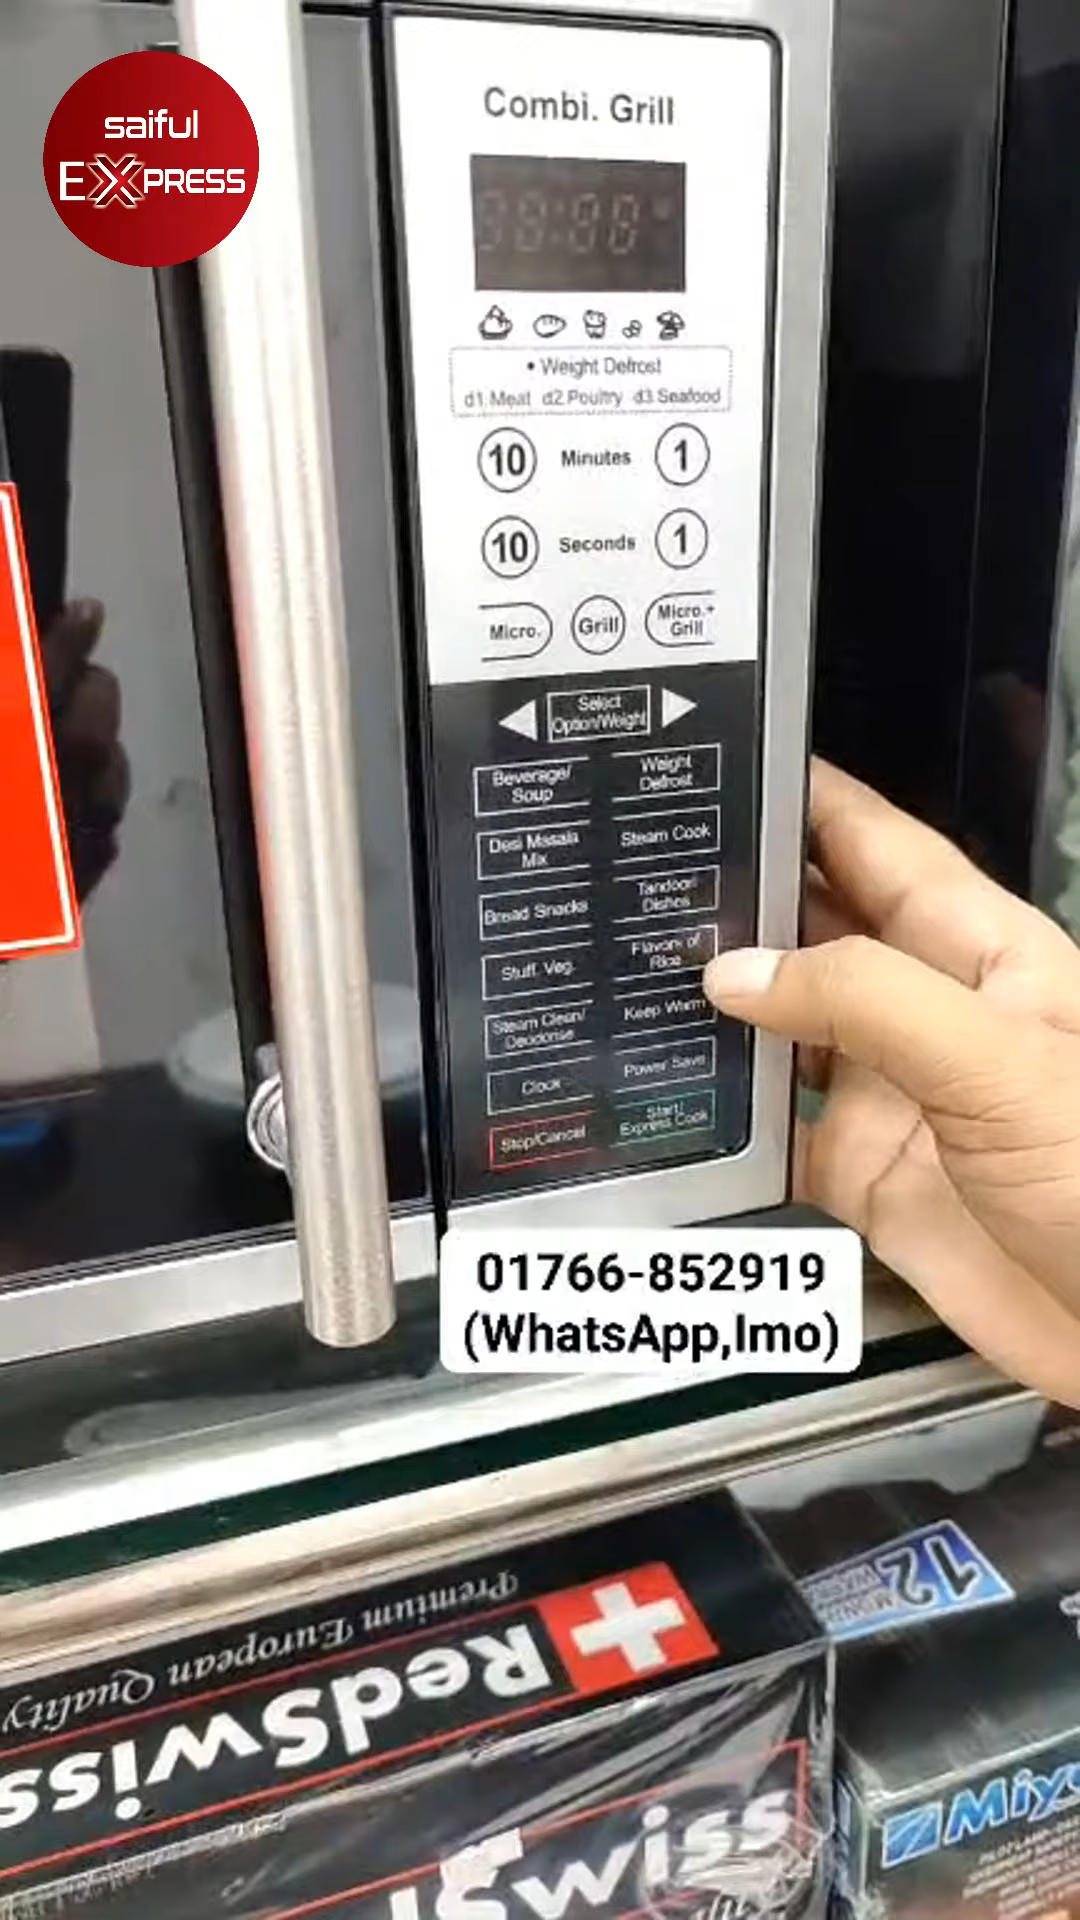 saiful
EXPRESS
Combi. Grill
88:88
• Weight Defrost
d1.Meat d2.Poultry d3.Seafood
10 Minutes 1
10 Seconds 1
Micro. Grill Micro.+
Grill
Select
Option/Weight
Beverage/
Soup
Weight
Defrost
Desi Masala
Mix
Steam Cook
Bread Snacks
Tandoori
Dishes
Stuff. Veg.
Flavors of
Rice
Steam Clean/
Deodorise
Keep Warm
Clock
Power Save
Stop/Cancel
Start/
Express Cook
01766-852919
(WhatsApp,Imo)
Premium European Quality
RedSwiss
12
Swiss
Miy